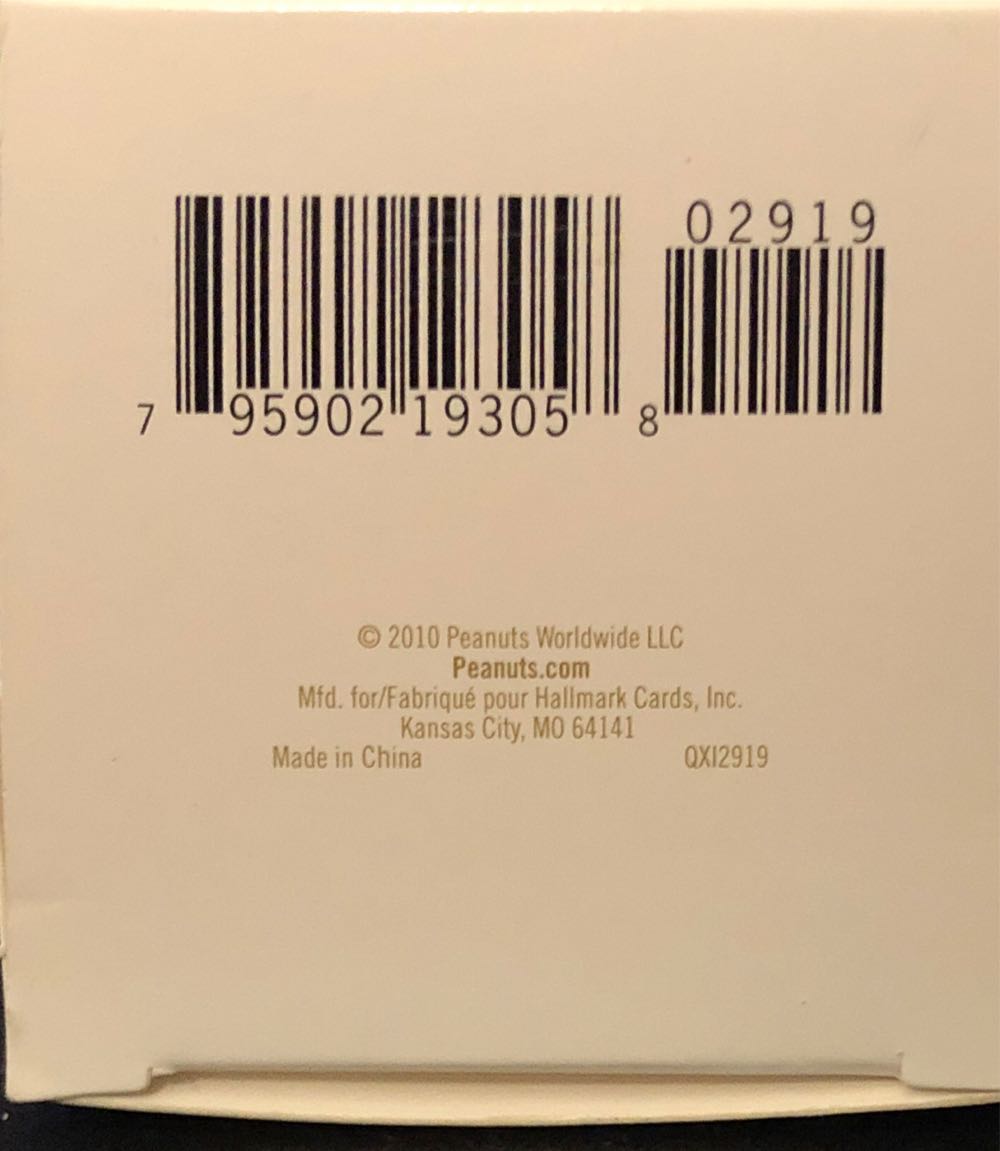 02919
7 95902 19305 8
© 2010 Peanuts Worldwide LLC
Peanuts.com
Mfd. for/Fabriqué pour Hallmark Cards, Inc.
Kansas City, MO 64141
Made in China QXI2919